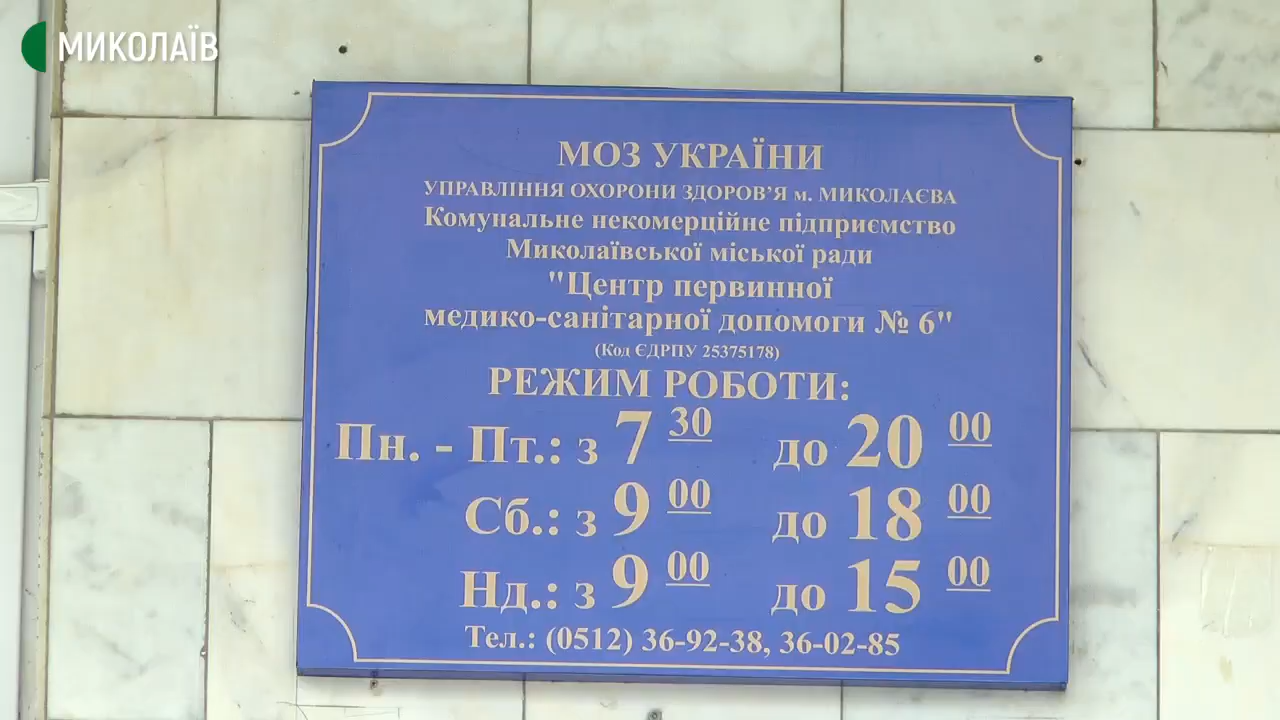 МИКОЛАЇВ
МОЗ УКРАЇНИ
УПРАВЛІННЯ ОХОРОНИ ЗДОРОВ'Я м. МИКОЛАЄВА
Комунальне некомерційне підприємство
Миколаївської міської ради
"Центр первинної
медико-санітарної допомоги № 6"
(Код ЄДРПУ 25375178)
РЕЖИМ РОБОТИ:
Пн. - Пт.: з 7 30 до 20 00
Сб.: з 9 00 до 18 00
Нд.: з 9 00 до 15 00
Тел.: (0512) 36-92-38, 36-02-85